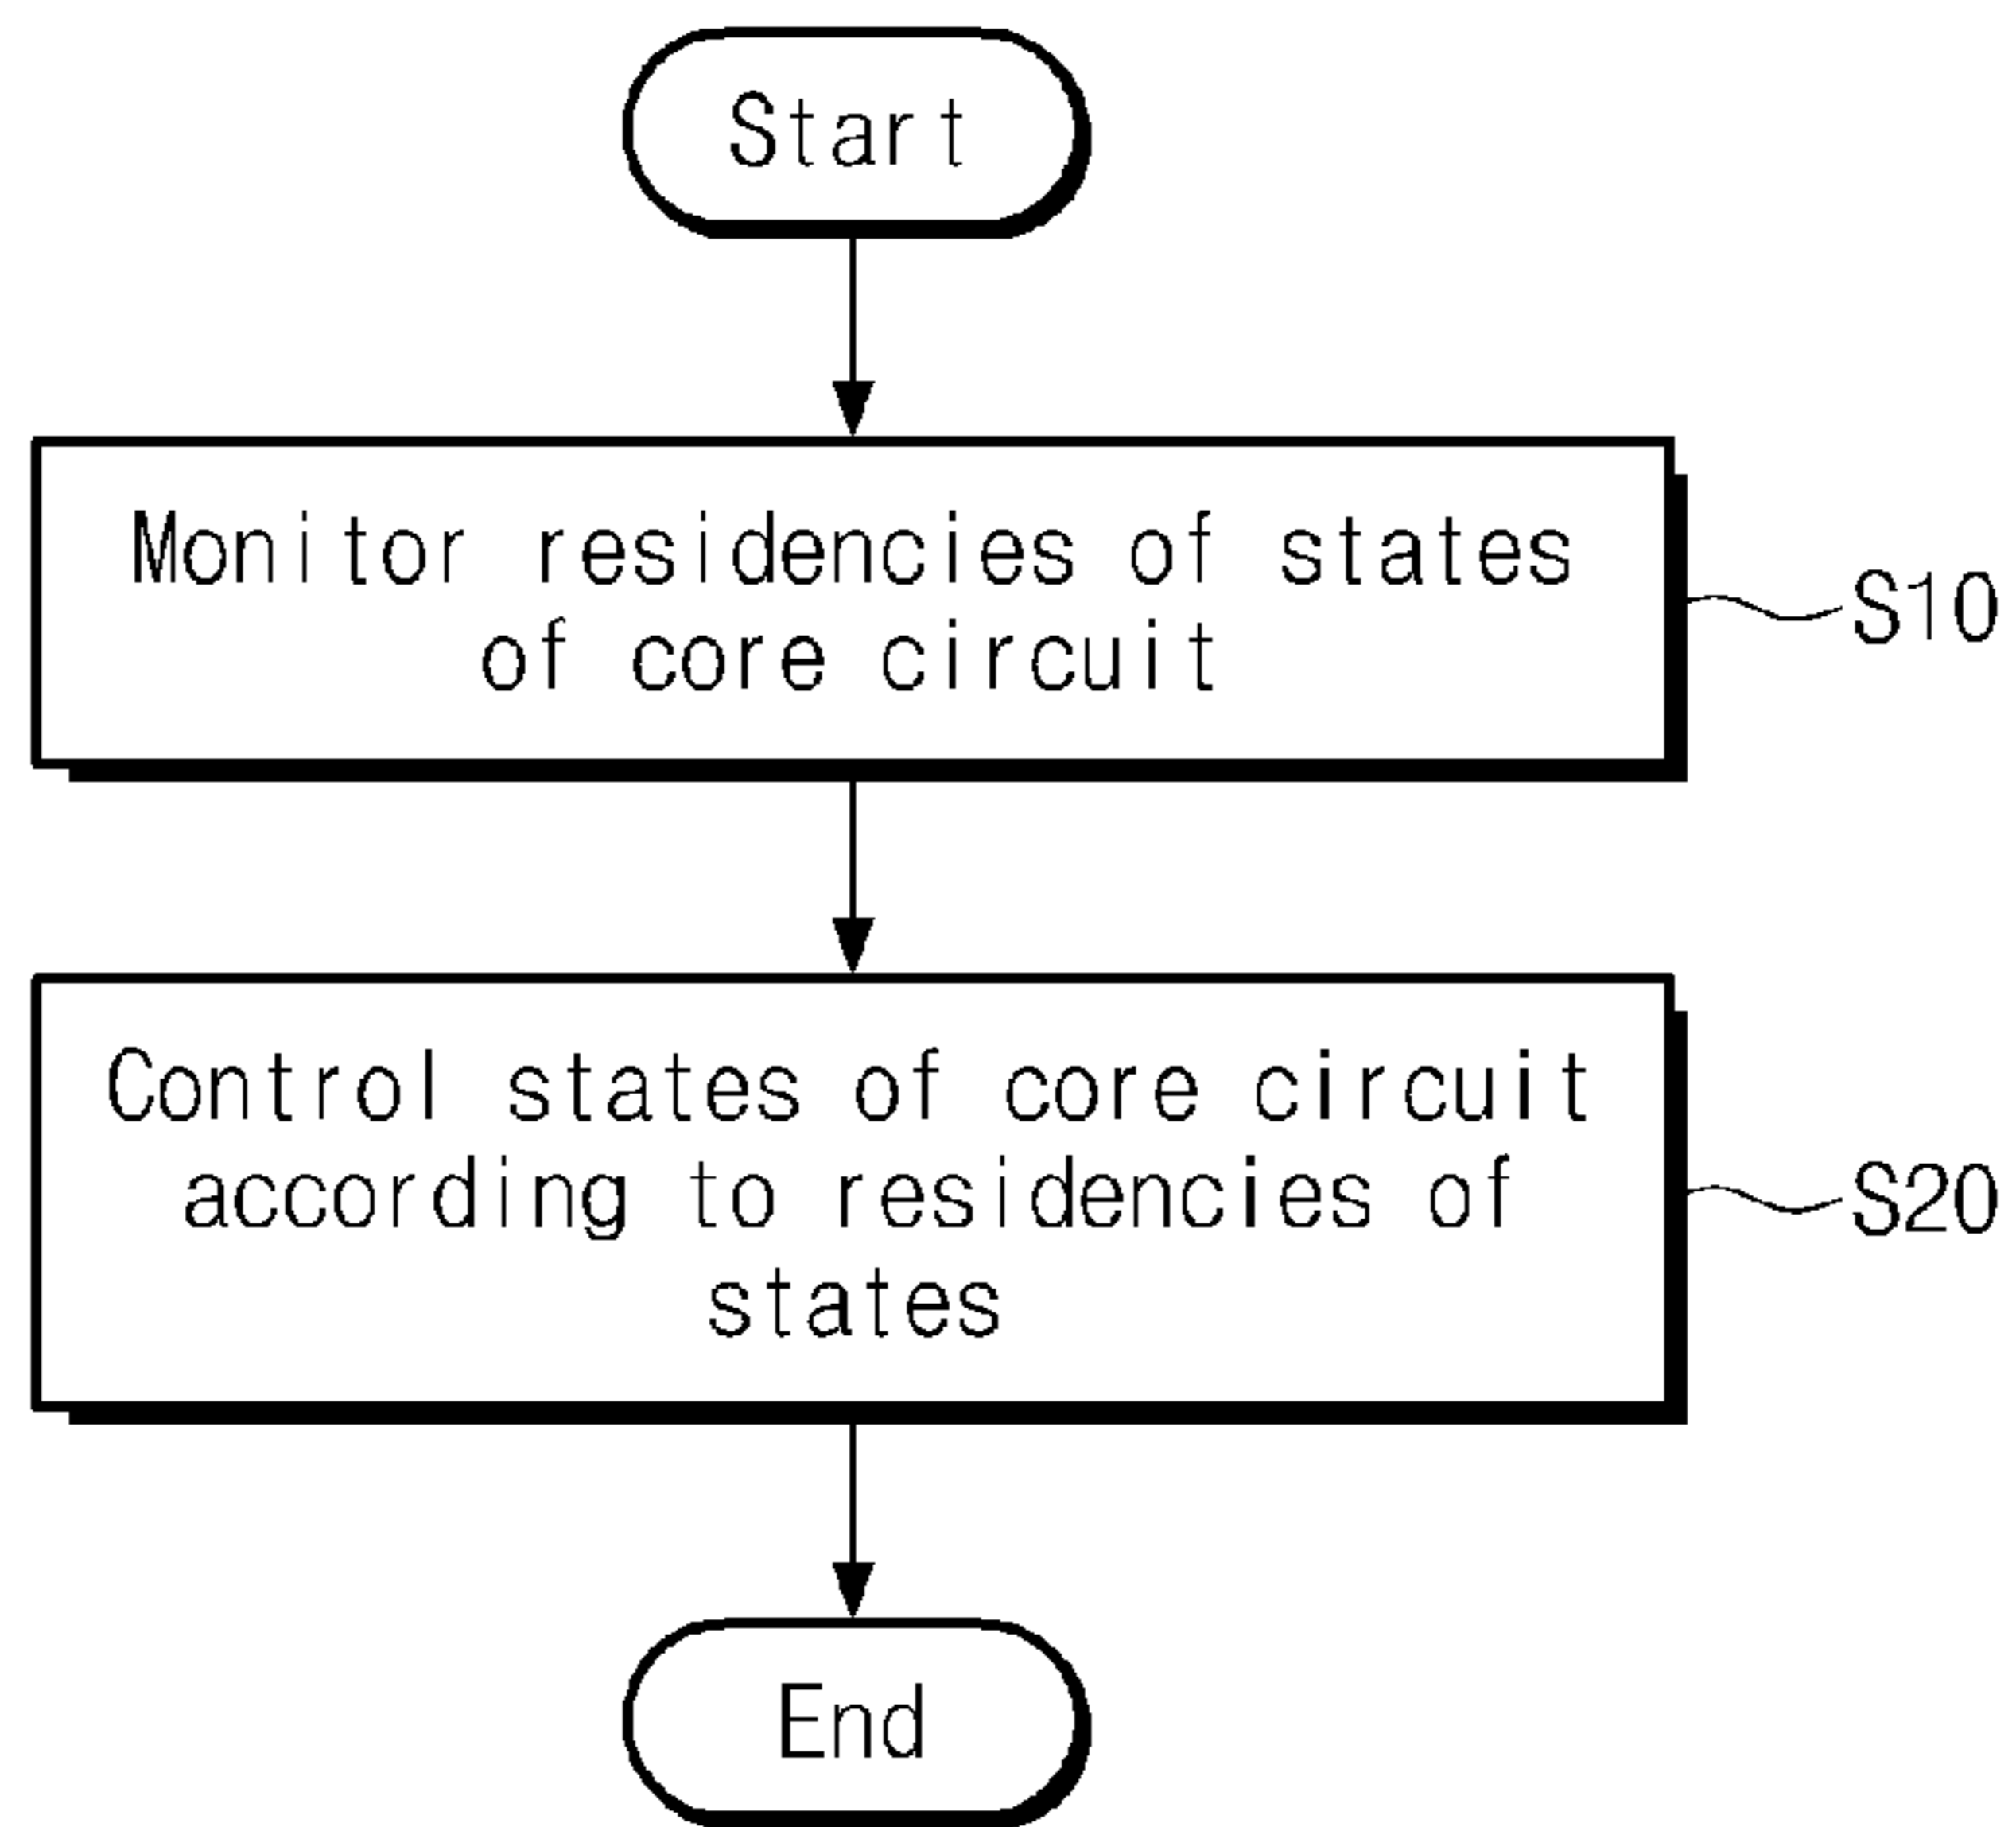 Start
Monitor residencies of states
of core circuit
S10
Control states of core circuit
according to residencies of
states
S20
End